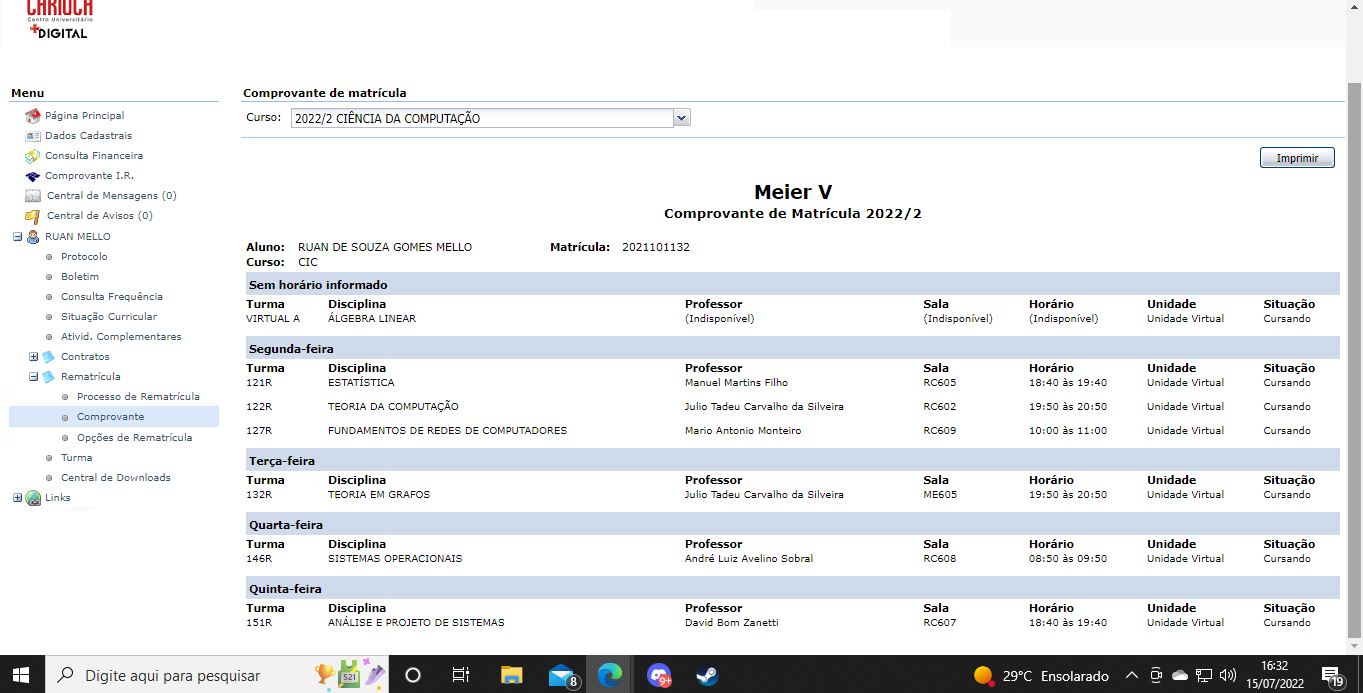 CARIOCA
Centro Universitário
+DIGITAL
Menu
Página Principal
Dados Cadastrais
Consulta Financeira
Comprovante I.R.
Central de Mensagens (0)
Central de Avisos (0)
RUAN MELLO
Protocolo
Boletim
Consulta Frequência
Situação Curricular
Ativid. Complementares
Contratos
Rematrícula
Processo de Rematrícula
Comprovante
Opções de Rematrícula
Turma
Central de Downloads
Links
Comprovante de matrícula
Curso: 2022/2 CIÊNCIA DA COMPUTAÇÃO
Imprimir
Meier V
Comprovante de Matrícula 2022/2
Aluno: RUAN DE SOUZA GOMES MELLO Matrícula: 2021101132
Curso: CIC
Sem horário informado
Turma Disciplina Professor Sala Horário Unidade Situação
VIRTUAL A ÁLGEBRA LINEAR (Indisponível) (Indisponível) (Indisponível) Unidade Virtual Cursando
Segunda-feira
Turma Disciplina Professor Sala Horário Unidade Situação
121R ESTATÍSTICA Manuel Martins Filho RC605 18:40 às 19:40 Unidade Virtual Cursando
122R TEORIA DA COMPUTAÇÃO Julio Tadeu Carvalho da Silveira RC602 19:50 às 20:50 Unidade Virtual Cursando
127R FUNDAMENTOS DE REDES DE COMPUTADORES Mario Antonio Monteiro RC609 10:00 às 11:00 Unidade Virtual Cursando
Terça-feira
Turma Disciplina Professor Sala Horário Unidade Situação
132R TEORIA EM GRAFOS Julio Tadeu Carvalho da Silveira ME605 19:50 às 20:50 Unidade Virtual Cursando
Quarta-feira
Turma Disciplina Professor Sala Horário Unidade Situação
146R SISTEMAS OPERACIONAIS André Luiz Avelino Sobral RC608 08:50 às 09:50 Unidade Virtual Cursando
Quinta-feira
Turma Disciplina Professor Sala Horário Unidade Situação
151R ANÁLISE E PROJETO DE SISTEMAS David Bom Zanetti RC607 18:40 às 19:40 Unidade Virtual Cursando
Digite aqui para pesquisar
521
8
9+
29°C Ensolarado
16:32
15/07/2022
19